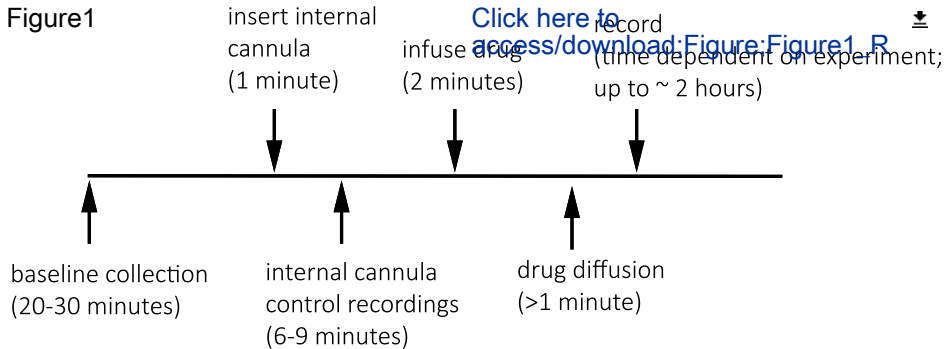 Figure1
Click here to
access/download;Figure;Figure1_R
insert internal
cannula
(1 minute)
infuse drug
(2 minutes)
record
(time dependent on experiment;
up to ~ 2 hours)
baseline collection
(20-30 minutes)
internal cannula
control recordings
(6-9 minutes)
drug diffusion
(>1 minute)